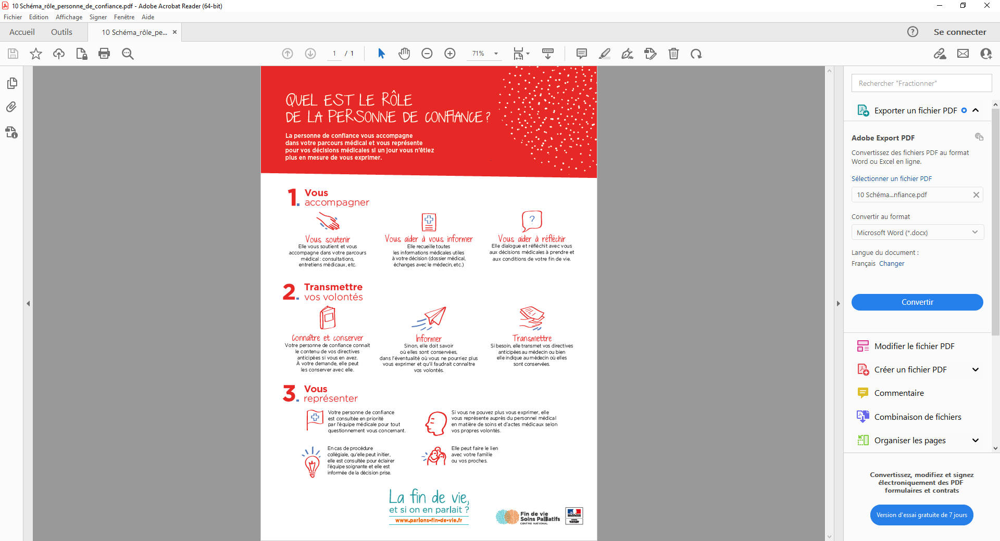 10 Schéma_rôle_personne_de_confiance.pdf - Adobe Acrobat Reader (64-bit)
Fichier Edition Affichage Signer Fenêtre Aide
Accueil Outils 10 Schéma_rôle_pe... × Se connecter
1 / 1 71%
QUEL EST LE RÔLE
DE LA PERSONNE DE CONFIANCE ?
La personne de confiance vous accompagne
dans votre parcours médical et vous représente
pour vos décisions médicales si un jour vous n'êtiez
plus en mesure de vous exprimer.
1. Vous
accompagner
Vous soutenir
Elle vous soutient et vous
accompagne dans votre parcours
médical : consultations,
entretiens médicaux, etc.
Vous aider à vous informer
Elle recueille toutes
les informations médicales utiles
à votre décision (dossier médical,
échanges avec le médecin, etc.)
?
Vous aider à réfléchir
Elle dialogue et réfléchit avec vous
aux décisions médicales à prendre et
aux conditions de votre fin de vie.
2. Transmettre
vos volontés
Connaître et conserver
Votre personne de confiance connait
le contenu de vos directives
anticipées si vous en avez.
À votre demande, elle peut
les conserver avec elle.
Informer
Sinon, elle doit savoir
où elles sont conservées,
dans l'éventualité où vous ne pourriez plus
vous exprimer et qu'il faudrait connaître
vos volontés.
Transmettre
Si besoin, elle transmet vos directives
anticipées au médecin ou bien
elle indique au médecin où elles
sont conservées.
3. Vous
représenter
Votre personne de confiance
est consultée en priorité
par l'équipe médicale pour tout
questionnement vous concernant.
Si vous ne pouvez plus vous exprimer, elle
vous représente auprès du personnel médical
en matière de soins et d'actes médicaux selon
vos propres volontés.
En cas de procédure
collégiale, qu'elle peut initier,
elle est consultée pour éclairer
l'équipe soignante et elle est
informée de la décision prise.
Elle peut faire le lien
avec votre famille
ou vos proches.
La fin de vie,
et si on en parlait ?
www.parlons-fin-de-vie.fr
Fin de vie
Soins Palliatifs
CENTRE NATIONAL
Rechercher "Fractionner"
Exporter un fichier PDF
Adobe Export PDF
Convertissez des fichiers PDF au format
Word ou Excel en ligne.
Sélectionner un fichier PDF
10 Schéma...nfiance.pdf
Convertir au format
Microsoft Word (*.docx)
Langue du document :
Français Changer
Convertir
Modifier le fichier PDF
Créer un fichier PDF
Commentaire
Combinaison de fichiers
Organiser les pages
Convertissez, modifiez et signez
électroniquement des PDF
formulaires et contrats
Version d'essai gratuite de 7 jours